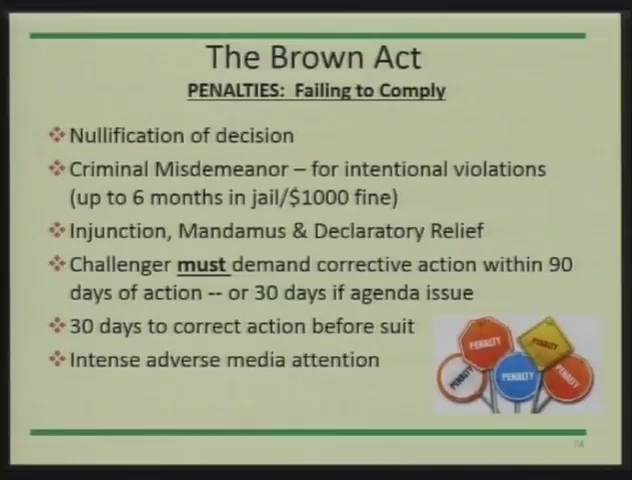 The Brown Act
PENALTIES: Failing to Comply
Nullification of decision
Criminal Misdemeanor – for intentional violations
(up to 6 months in jail/$1000 fine)
Injunction, Mandamus & Declaratory Relief
Challenger must demand corrective action within 90
days of action -- or 30 days if agenda issue
30 days to correct action before suit
Intense adverse media attention
PENALTY
PENALTY
PENALTY
PENALTY
PENALTY